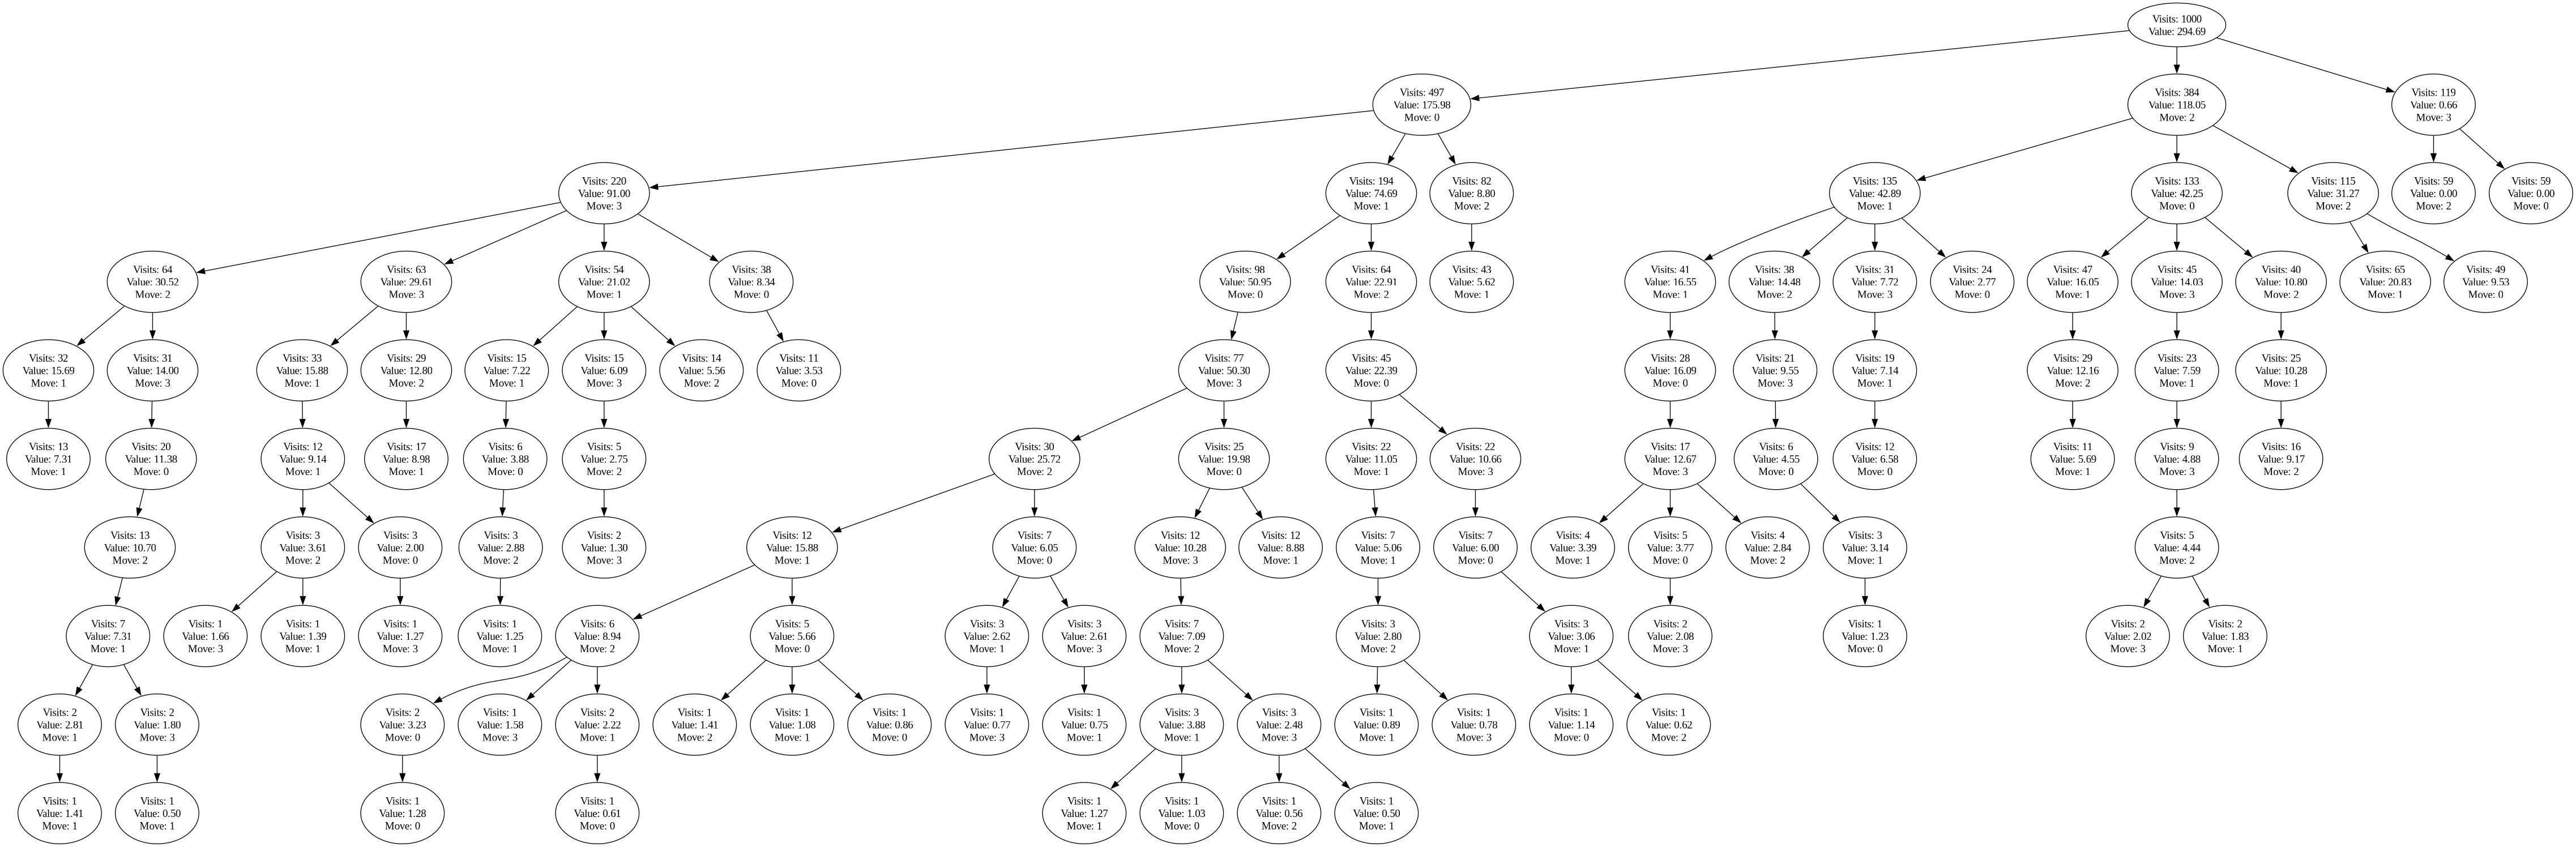 Visits: 1000
Value: 294.69
Visits: 497
Value: 175.98
Move: 0
Visits: 384
Value: 118.05
Move: 2
Visits: 119
Value: 0.66
Move: 3
Visits: 220
Value: 91.00
Move: 3
Visits: 194
Value: 74.69
Move: 1
Visits: 82
Value: 8.80
Move: 2
Visits: 135
Value: 42.89
Move: 1
Visits: 133
Value: 42.25
Move: 0
Visits: 115
Value: 31.27
Move: 2
Visits: 59
Value: 0.00
Move: 2
Visits: 59
Value: 0.00
Move: 0
Visits: 64
Value: 30.52
Move: 2
Visits: 63
Value: 29.61
Move: 3
Visits: 54
Value: 21.02
Move: 1
Visits: 38
Value: 8.34
Move: 0
Visits: 98
Value: 50.95
Move: 0
Visits: 64
Value: 22.91
Move: 2
Visits: 43
Value: 5.62
Move: 1
Visits: 41
Value: 16.55
Move: 1
Visits: 38
Value: 14.48
Move: 2
Visits: 31
Value: 7.72
Move: 3
Visits: 24
Value: 2.77
Move: 0
Visits: 47
Value: 16.05
Move: 1
Visits: 45
Value: 14.03
Move: 3
Visits: 40
Value: 10.80
Move: 2
Visits: 65
Value: 20.83
Move: 1
Visits: 49
Value: 9.53
Move: 0
Visits: 32
Value: 15.69
Move: 1
Visits: 31
Value: 14.00
Move: 3
Visits: 33
Value: 15.88
Move: 1
Visits: 29
Value: 12.80
Move: 2
Visits: 15
Value: 7.22
Move: 1
Visits: 15
Value: 6.09
Move: 3
Visits: 14
Value: 5.56
Move: 2
Visits: 11
Value: 3.53
Move: 0
Visits: 77
Value: 50.30
Move: 3
Visits: 45
Value: 22.39
Move: 0
Visits: 28
Value: 16.09
Move: 0
Visits: 21
Value: 9.55
Move: 3
Visits: 19
Value: 7.14
Move: 1
Visits: 29
Value: 12.16
Move: 2
Visits: 23
Value: 7.59
Move: 1
Visits: 25
Value: 10.28
Move: 1
Visits: 13
Value: 7.31
Move: 1
Visits: 20
Value: 11.38
Move: 0
Visits: 12
Value: 9.14
Move: 1
Visits: 17
Value: 8.98
Move: 1
Visits: 6
Value: 3.88
Move: 0
Visits: 5
Value: 2.75
Move: 2
Visits: 30
Value: 25.72
Move: 2
Visits: 25
Value: 19.98
Move: 0
Visits: 22
Value: 11.05
Move: 1
Visits: 22
Value: 10.66
Move: 3
Visits: 17
Value: 12.67
Move: 3
Visits: 6
Value: 4.55
Move: 0
Visits: 12
Value: 6.58
Move: 0
Visits: 11
Value: 5.69
Move: 1
Visits: 9
Value: 4.88
Move: 3
Visits: 16
Value: 9.17
Move: 2
Visits: 13
Value: 10.70
Move: 2
Visits: 3
Value: 3.61
Move: 2
Visits: 3
Value: 2.00
Move: 0
Visits: 3
Value: 2.88
Move: 2
Visits: 2
Value: 1.30
Move: 3
Visits: 12
Value: 15.88
Move: 1
Visits: 7
Value: 6.05
Move: 0
Visits: 12
Value: 10.28
Move: 3
Visits: 12
Value: 8.88
Move: 1
Visits: 7
Value: 5.06
Move: 1
Visits: 7
Value: 6.00
Move: 0
Visits: 4
Value: 3.39
Move: 1
Visits: 5
Value: 3.77
Move: 0
Visits: 4
Value: 2.84
Move: 2
Visits: 3
Value: 3.14
Move: 1
Visits: 5
Value: 4.44
Move: 2
Visits: 7
Value: 7.31
Move: 1
Visits: 1
Value: 1.66
Move: 3
Visits: 1
Value: 1.39
Move: 1
Visits: 1
Value: 1.27
Move: 3
Visits: 1
Value: 1.25
Move: 1
Visits: 6
Value: 8.94
Move: 2
Visits: 5
Value: 5.66
Move: 0
Visits: 3
Value: 2.62
Move: 1
Visits: 3
Value: 2.61
Move: 3
Visits: 7
Value: 7.09
Move: 2
Visits: 3
Value: 2.80
Move: 2
Visits: 3
Value: 3.06
Move: 1
Visits: 2
Value: 2.08
Move: 3
Visits: 1
Value: 1.23
Move: 0
Visits: 2
Value: 2.02
Move: 3
Visits: 2
Value: 1.83
Move: 1
Visits: 2
Value: 2.81
Move: 1
Visits: 2
Value: 1.80
Move: 3
Visits: 2
Value: 3.23
Move: 0
Visits: 1
Value: 1.58
Move: 3
Visits: 2
Value: 2.22
Move: 1
Visits: 1
Value: 1.41
Move: 2
Visits: 1
Value: 1.08
Move: 1
Visits: 1
Value: 0.86
Move: 0
Visits: 1
Value: 0.77
Move: 3
Visits: 1
Value: 0.75
Move: 1
Visits: 3
Value: 3.88
Move: 1
Visits: 3
Value: 2.48
Move: 3
Visits: 1
Value: 0.89
Move: 1
Visits: 1
Value: 0.78
Move: 3
Visits: 1
Value: 1.14
Move: 0
Visits: 1
Value: 0.62
Move: 2
Visits: 1
Value: 1.41
Move: 1
Visits: 1
Value: 0.50
Move: 1
Visits: 1
Value: 1.28
Move: 0
Visits: 1
Value: 0.61
Move: 0
Visits: 1
Value: 1.27
Move: 1
Visits: 1
Value: 1.03
Move: 0
Visits: 1
Value: 0.56
Move: 2
Visits: 1
Value: 0.50
Move: 1